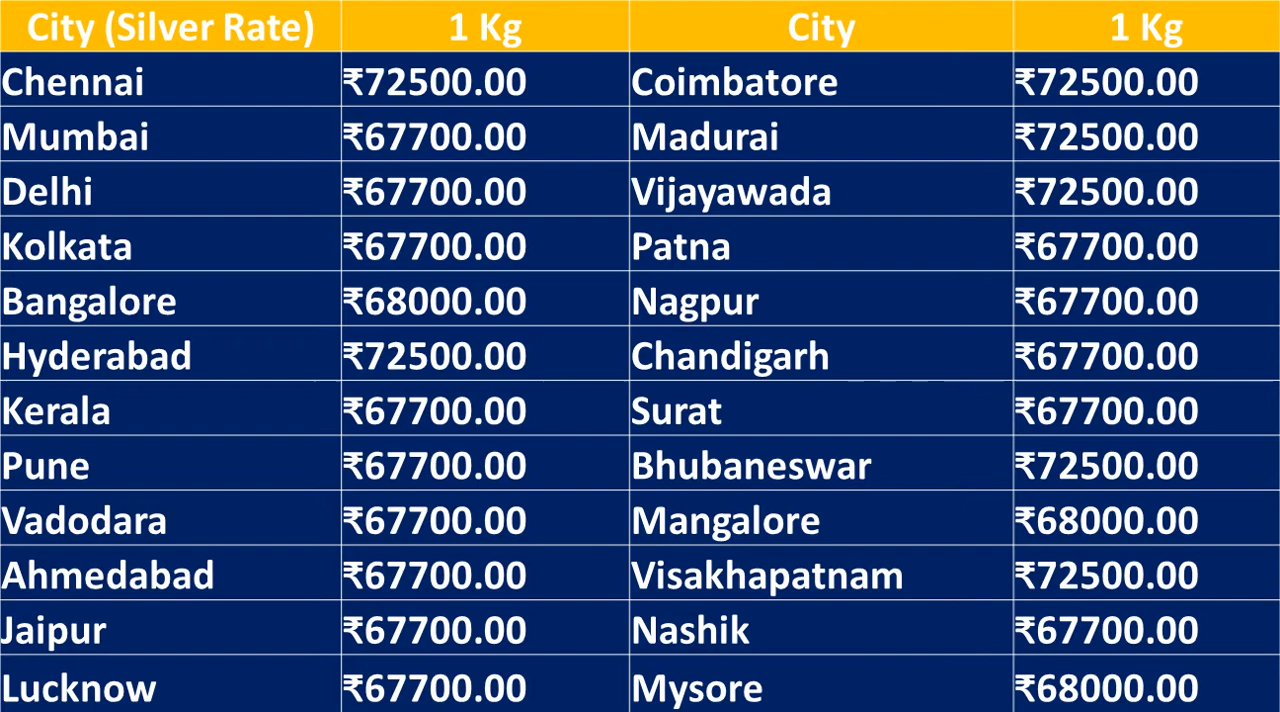 City (Silver Rate) 1 Kg City 1 Kg
Chennai ₹72500.00 Coimbatore ₹72500.00
Mumbai ₹67700.00 Madurai ₹72500.00
Delhi ₹67700.00 Vijayawada ₹72500.00
Kolkata ₹67700.00 Patna ₹67700.00
Bangalore ₹68000.00 Nagpur ₹67700.00
Hyderabad ₹72500.00 Chandigarh ₹67700.00
Kerala ₹67700.00 Surat ₹67700.00
Pune ₹67700.00 Bhubaneswar ₹72500.00
Vadodara ₹67700.00 Mangalore ₹68000.00
Ahmedabad ₹67700.00 Visakhapatnam ₹72500.00
Jaipur ₹67700.00 Nashik ₹67700.00
Lucknow ₹67700.00 Mysore ₹68000.00